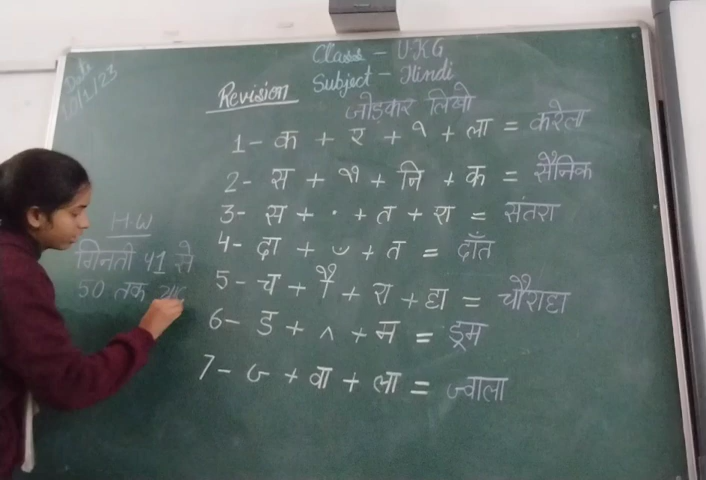 Date
Class - U.K.G
Subject - Hindi
Revision
जोड़कर लिखो
1- क + र + े + ला = करेला
2- स + ै + नि + क = सैनिक
3- स + ं + त + रा = संतरा
4- दा + ँ + त = दाँत
5- च + ौ + रा + हा = चौराहा
6- ड + ्र + म = ड्रम
7- ज् + वा + ला = ज्वाला
H.W
गिनती 41 से
50 तक